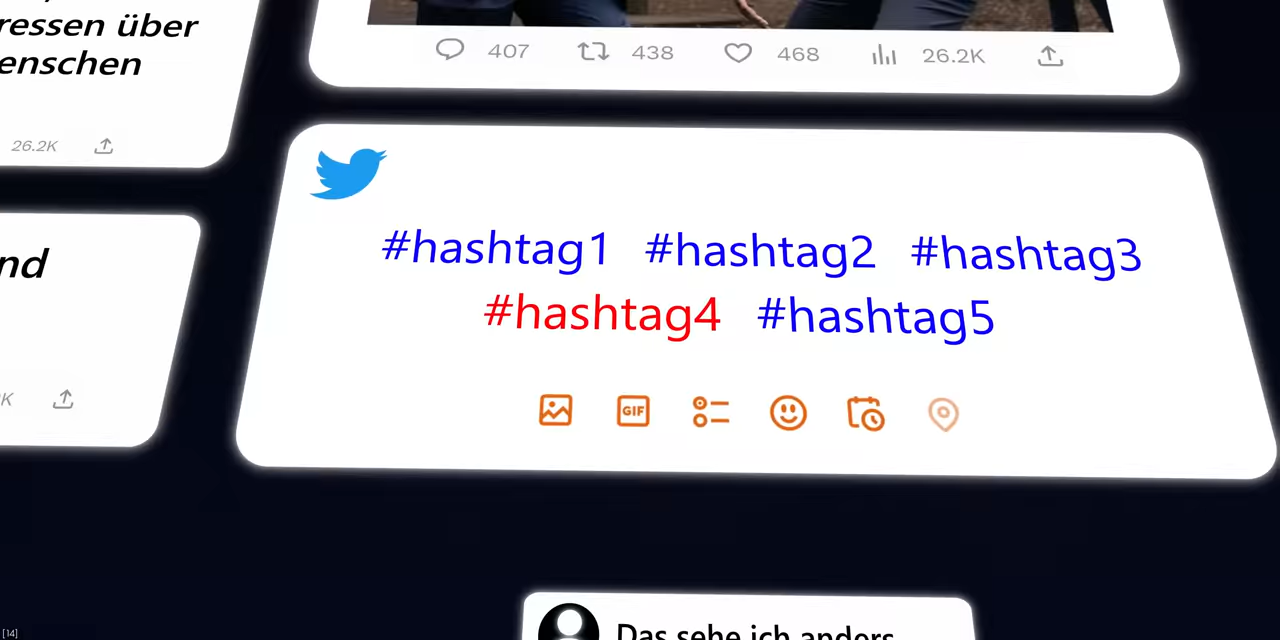 ressen über
enschen
26.2K
nd
K
407 438 468 26.2K
#hashtag1 #hashtag2 #hashtag3
#hashtag4 #hashtag5
GIF
Das sehe ich anders
[14]